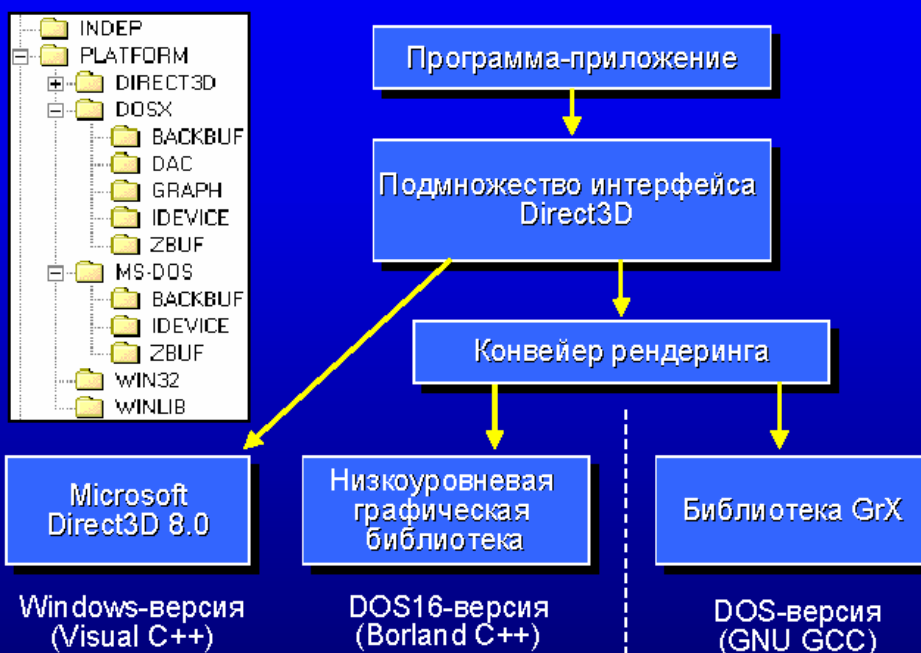 INDEP
PLATFORM
DIRECT3D
DOSX
BACKBUF
DAC
GRAPH
IDEVICE
ZBUF
MS-DOS
BACKBUF
IDEVICE
ZBUF
WIN32
WINLIB
Программа-приложение
Подмножество интерфейса
Direct3D
Конвейер рендеринга
Microsoft
Direct3D 8.0
Низкоуровневая
графическая
библиотека
Библиотека GrX
Windows-версия
(Visual C++)
DOS16-версия
(Borland C++)
DOS-версия
(GNU GCC)